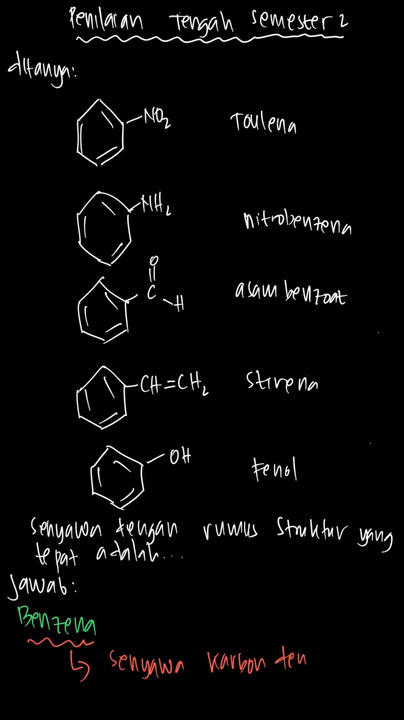 Penilaian Tengah Semester 2
ditanya:
NO2 Toulena
NH2 nitrobenzena
O
C H asam benzoat
CH=CH2 Stirena
OH Fenol
Senyawa dengan rumus struktur yang
tepat adalah...
Jawab:
Benzena
↳ Senyawa karbon ten